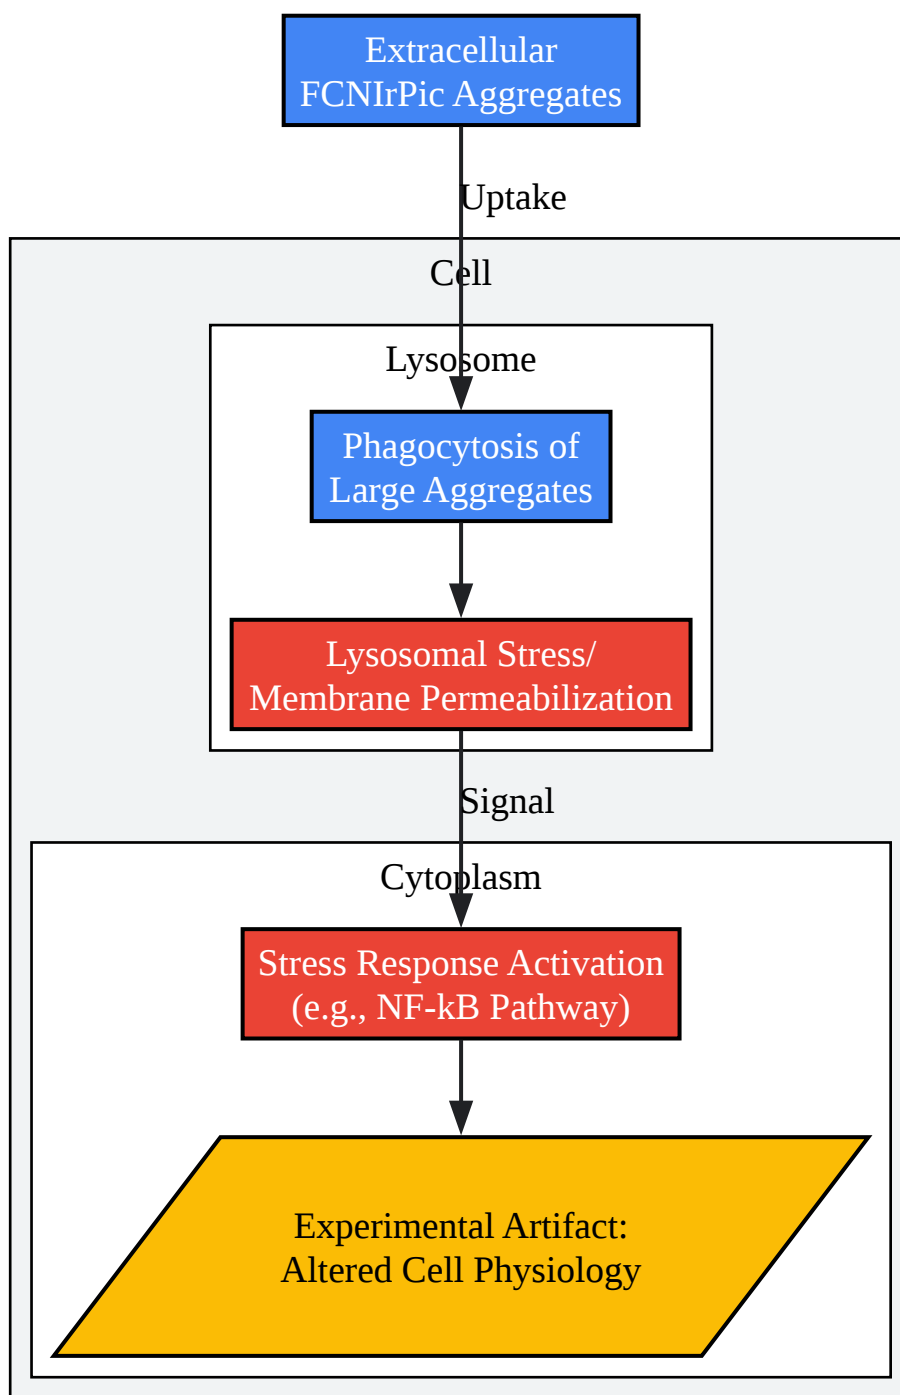 Extracellular
FCNIrPic Aggregates
Uptake
Cell
Lysosome
Phagocytosis of
Large Aggregates
Lysosomal Stress/
Membrane Permeabilization
Signal
Cytoplasm
Stress Response Activation
(e.g., NF-kB Pathway)
Experimental Artifact:
Altered Cell Physiology